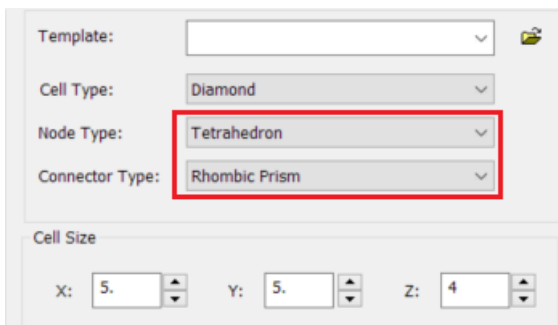 Template:
Cell Type: Diamond
Node Type: Tetrahedron
Connector Type: Rhombic Prism
Cell Size
X: 5. Y: 5. Z: 4